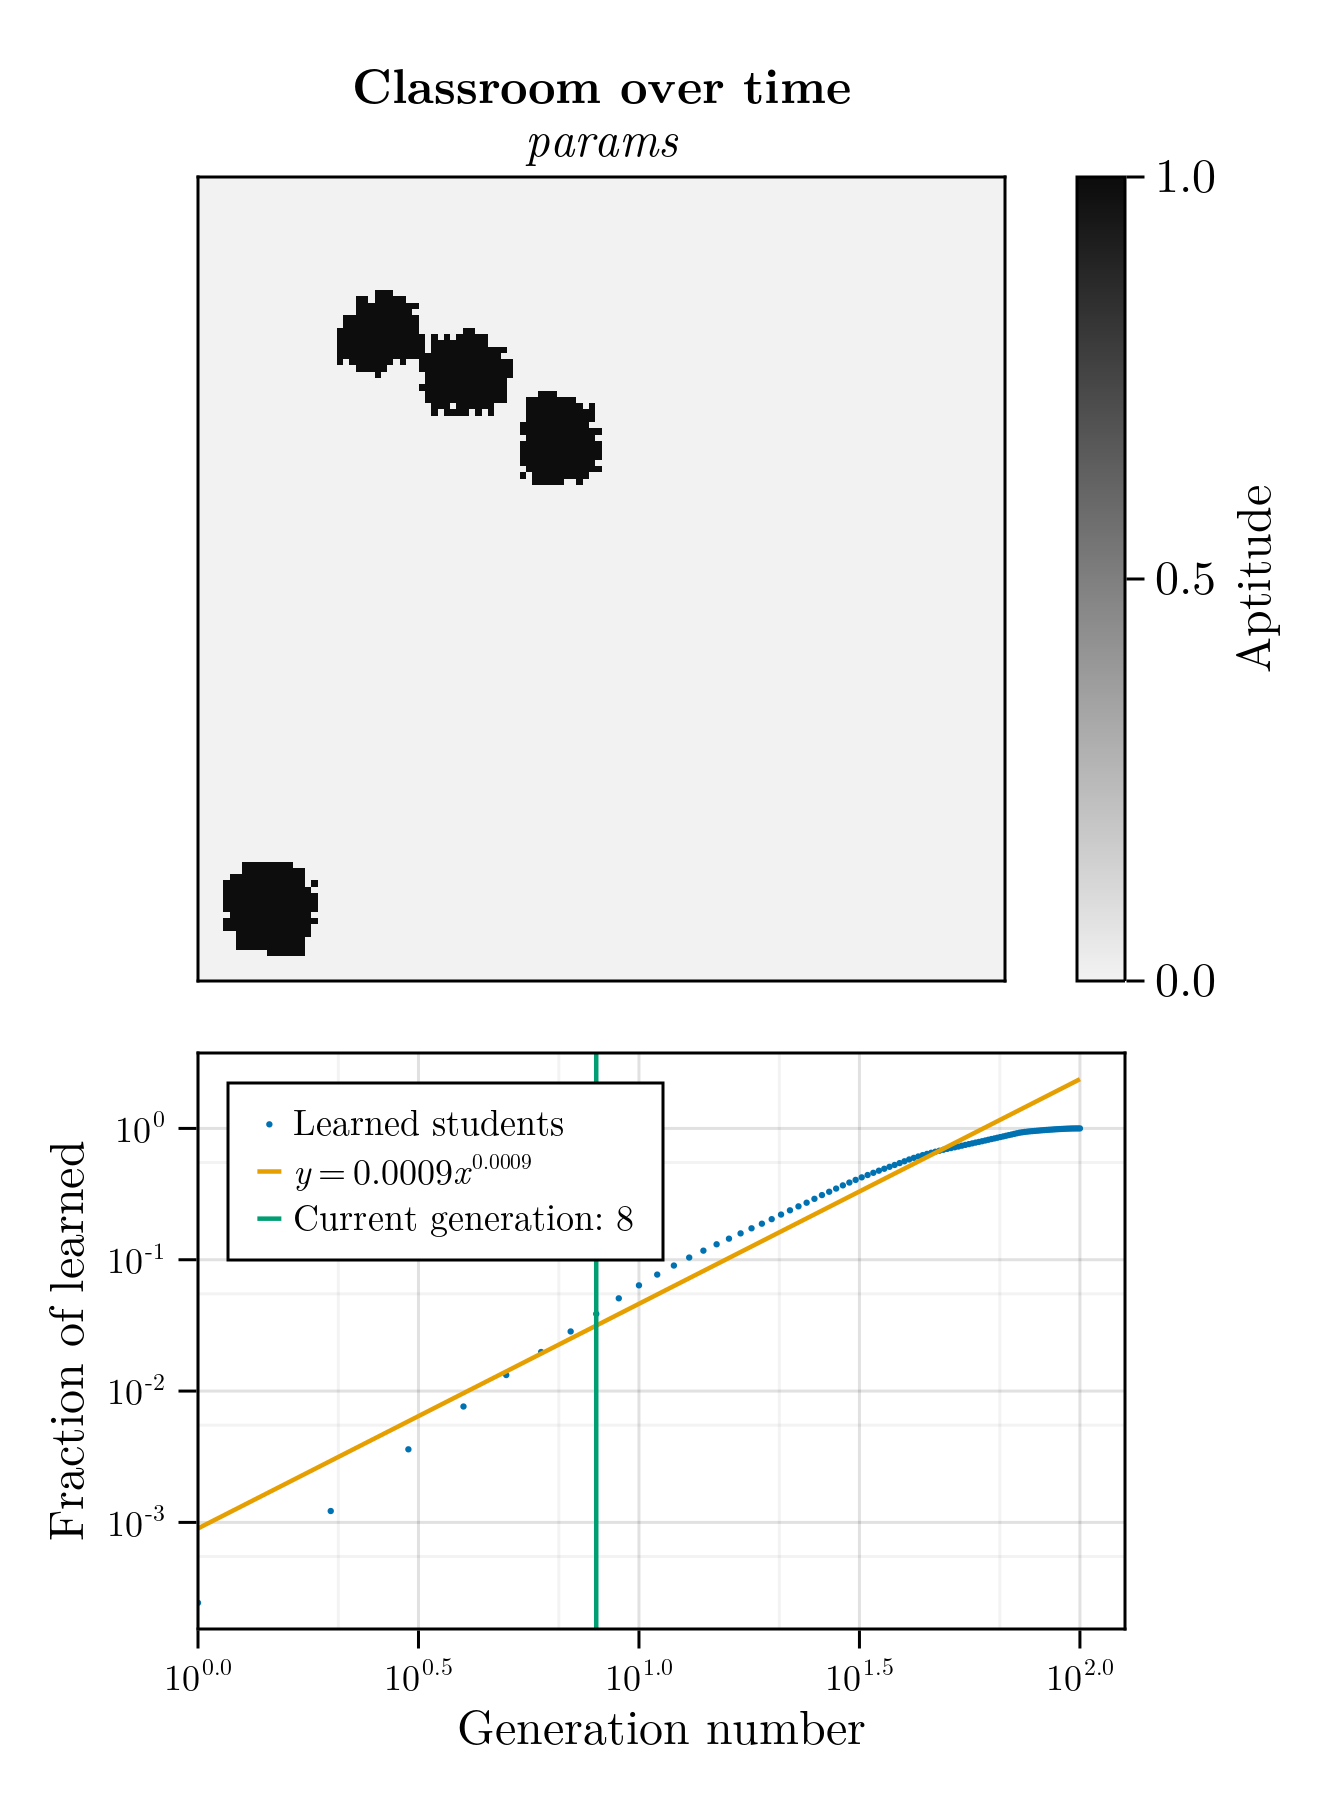 Classroom over time
params
1.0
0.5
0.0
Aptitude
Learned students
y = 0.0009x^0.0009
Current generation: 8
10^0
10^-1
10^-2
10^-3
Fraction of learned
10^0.0 10^0.5 10^1.0 10^1.5 10^2.0
Generation number